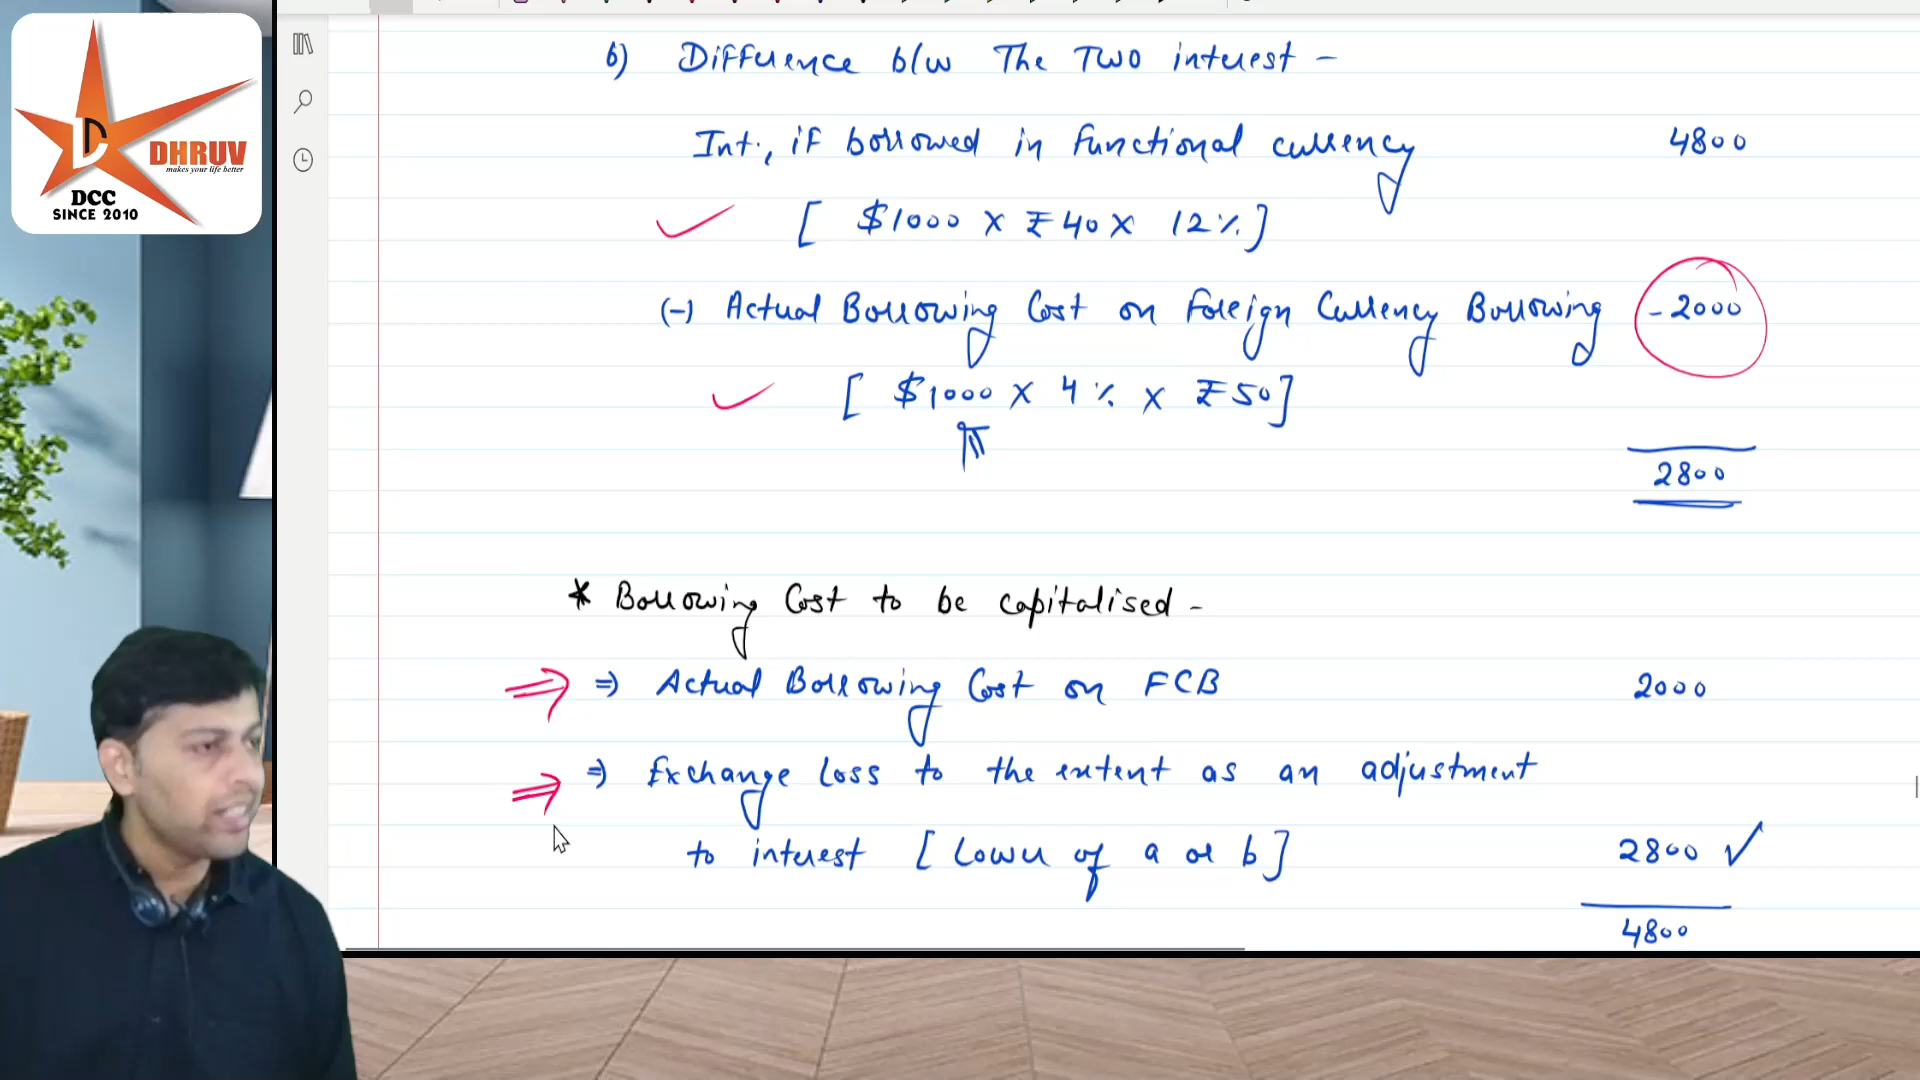 DHRUV
makes your life better
DCC
SINCE 2010
b) Difference b/w The Two interest -
Int., if borrowed in functional currency 4800
[ $1000 X ₹40 X 12% ]
(-) Actual Borrowing Cost on Foreign Currency Borrowing - 2000
[ $1000 X 4% X ₹50 ]
2800
* Borrowing Cost to be capitalised -
⇒ Actual Borrowing Cost on FCB 2000
⇒ Exchange Loss to the extent as an adjustment
to interest [ Lower of a or b ] 2800 ✓
4800